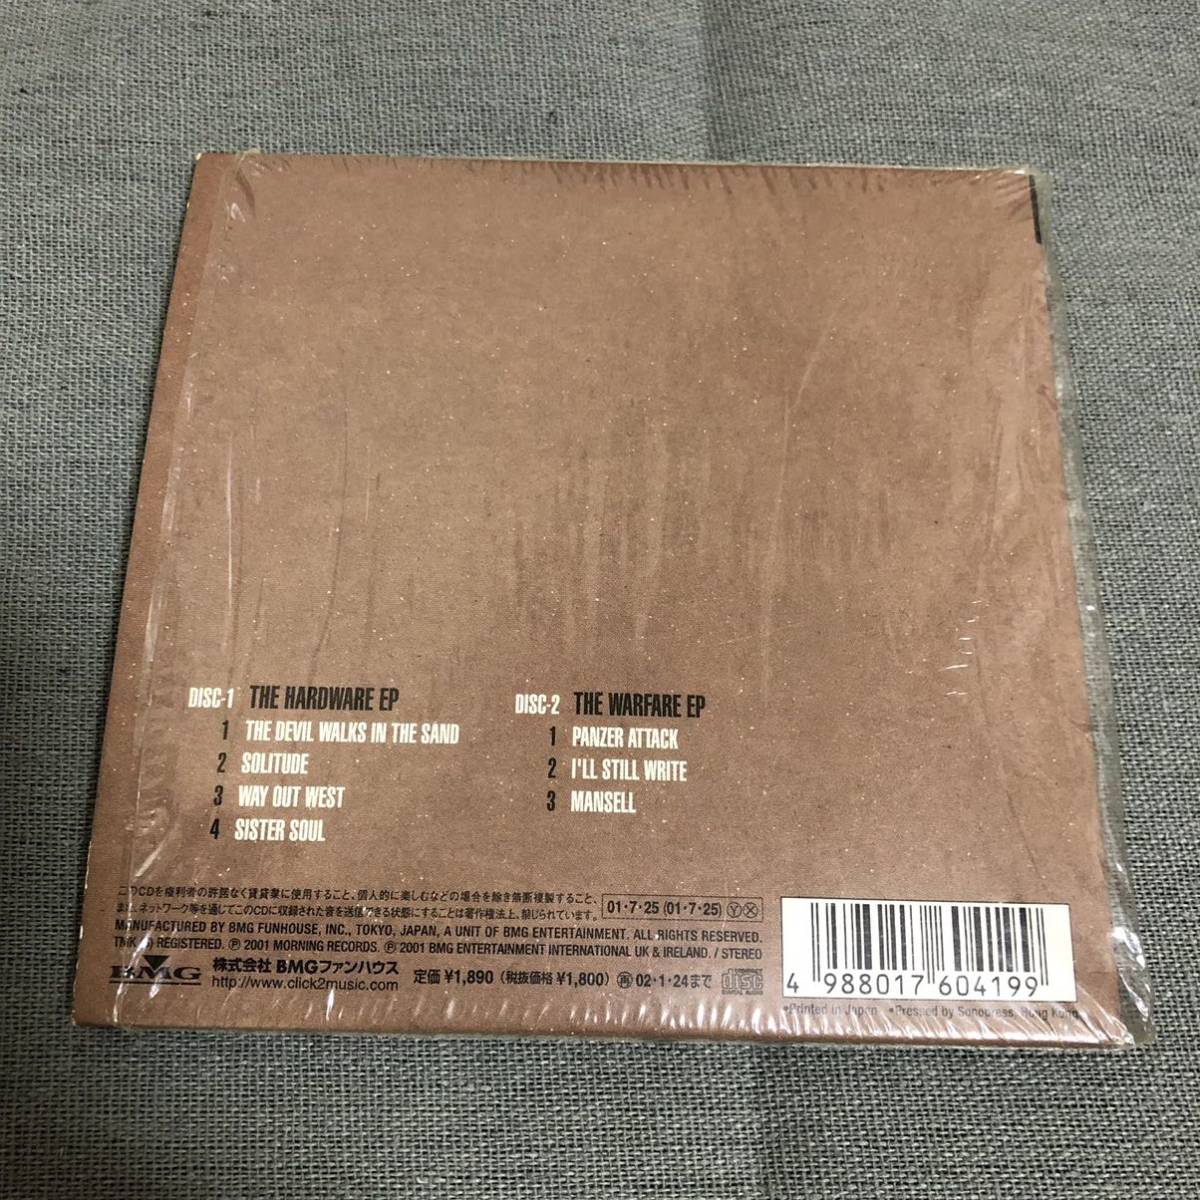 DISC-1 THE HARDWARE EP
1 THE DEVIL WALKS IN THE SAND
2 SOLITUDE
3 WAY OUT WEST
4 SISTER SOUL
DISC-2 THE WARFARE EP
1 PANZER ATTACK
2 I'LL STILL WRITE
3 MANSELL
このCDを権利者の許諾なく賃貸業に使用すること、個人的に楽しむなどの場合を除き無断複製すること、
また、ネットワーク等を通じてこのCDに収録された音を送信できる状態にすることは著作権法上、禁じられています。
01・7・25 (01・7・25) Ⓨ Ⓧ
MANUFACTURED BY BMG FUNHOUSE, INC., TOKYO, JAPAN, A UNIT OF BMG ENTERTAINMENT. ALL RIGHTS RESERVED.
REGISTERED. ℗ 2001 MORNING RECORDS. ℗ 2001 BMG ENTERTAINMENT INTERNATIONAL UK & IRELAND. / STEREO
BMG 株式会社 BMGファンハウス
http://www.click2music.com
定価 ¥1,890 (税抜価格 ¥1,800) 再 02・1・24まで
disc
4 988017 604199
•Printed in Japan •Pressed by Sonopress, Hong Kong